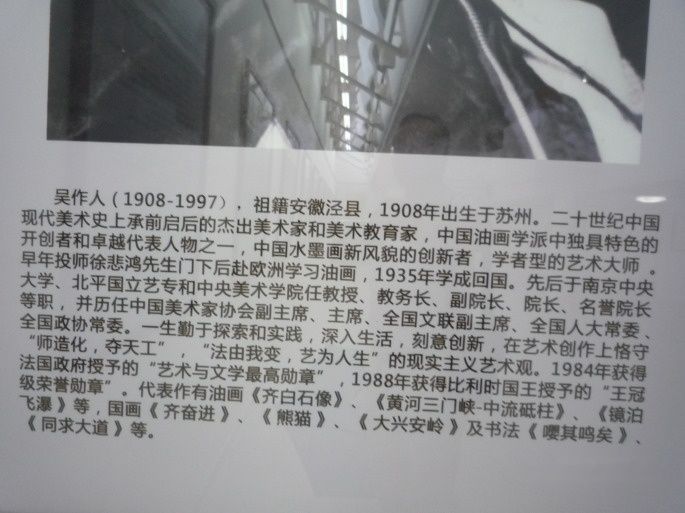 吴作人（1908-1997），祖籍安徽泾县，1908年出生于苏州。二十世纪中国
现代美术史上承前启后的杰出美术家和美术教育家，中国油画学派中独具特色的
开创者和卓越代表人物之一，中国水墨画新风貌的创新者，学者型的艺术大师。
早年投师徐悲鸿先生门下后赴欧洲学习油画，1935年学成回国。先后于南京中央
大学、北平国立艺专和中央美术学院任教授、教务长、副院长、院长、名誉院长
等职，并历任中国美术家协会副主席、主席、全国文联副主席、全国人大常委、
全国政协常委。一生勤于探索和实践，深入生活，刻意创新，在艺术创作上恪守
“师造化，夺天工”，“法由我变，艺为人生”的现实主义艺术观。1984年获得
法国政府授予的“艺术与文学最高勋章”，1988年获得比利时国王授予的“王冠
级荣誉勋章”。代表作有油画《齐白石像》、《黄河三门峡-中流砥柱》、《镜泊
飞瀑》等，国画《齐奋进》、《熊猫》、《大兴安岭》及书法《嘤其鸣矣》、
《同求大道》等。